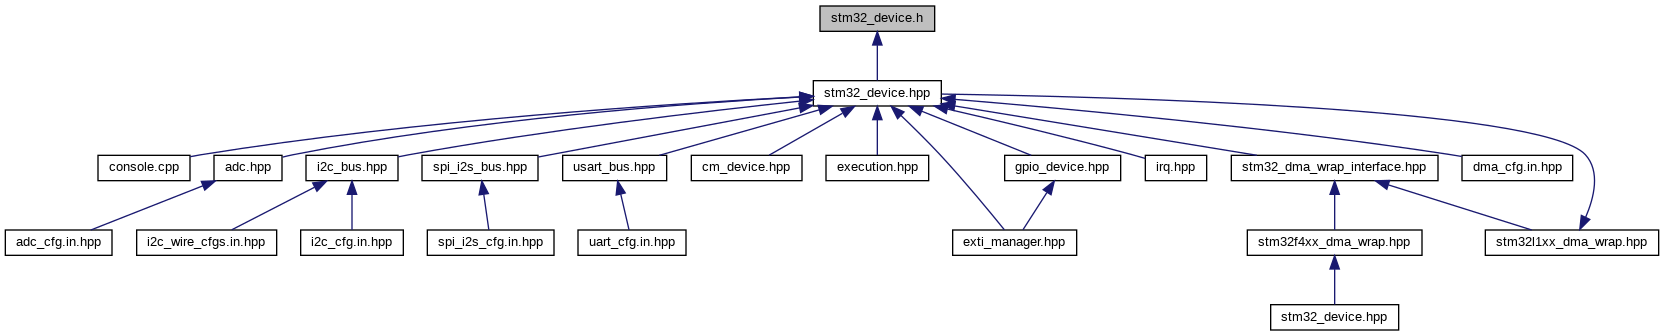 stm32_device.h
stm32_device.hpp
console.cpp
adc.hpp
i2c_bus.hpp
spi_i2s_bus.hpp
usart_bus.hpp
cm_device.hpp
execution.hpp
gpio_device.hpp
irq.hpp
stm32_dma_wrap_interface.hpp
dma_cfg.in.hpp
adc_cfg.in.hpp
i2c_wire_cfgs.in.hpp
i2c_cfg.in.hpp
spi_i2s_cfg.in.hpp
uart_cfg.in.hpp
exti_manager.hpp
stm32f4xx_dma_wrap.hpp
stm32l1xx_dma_wrap.hpp
stm32_device.hpp